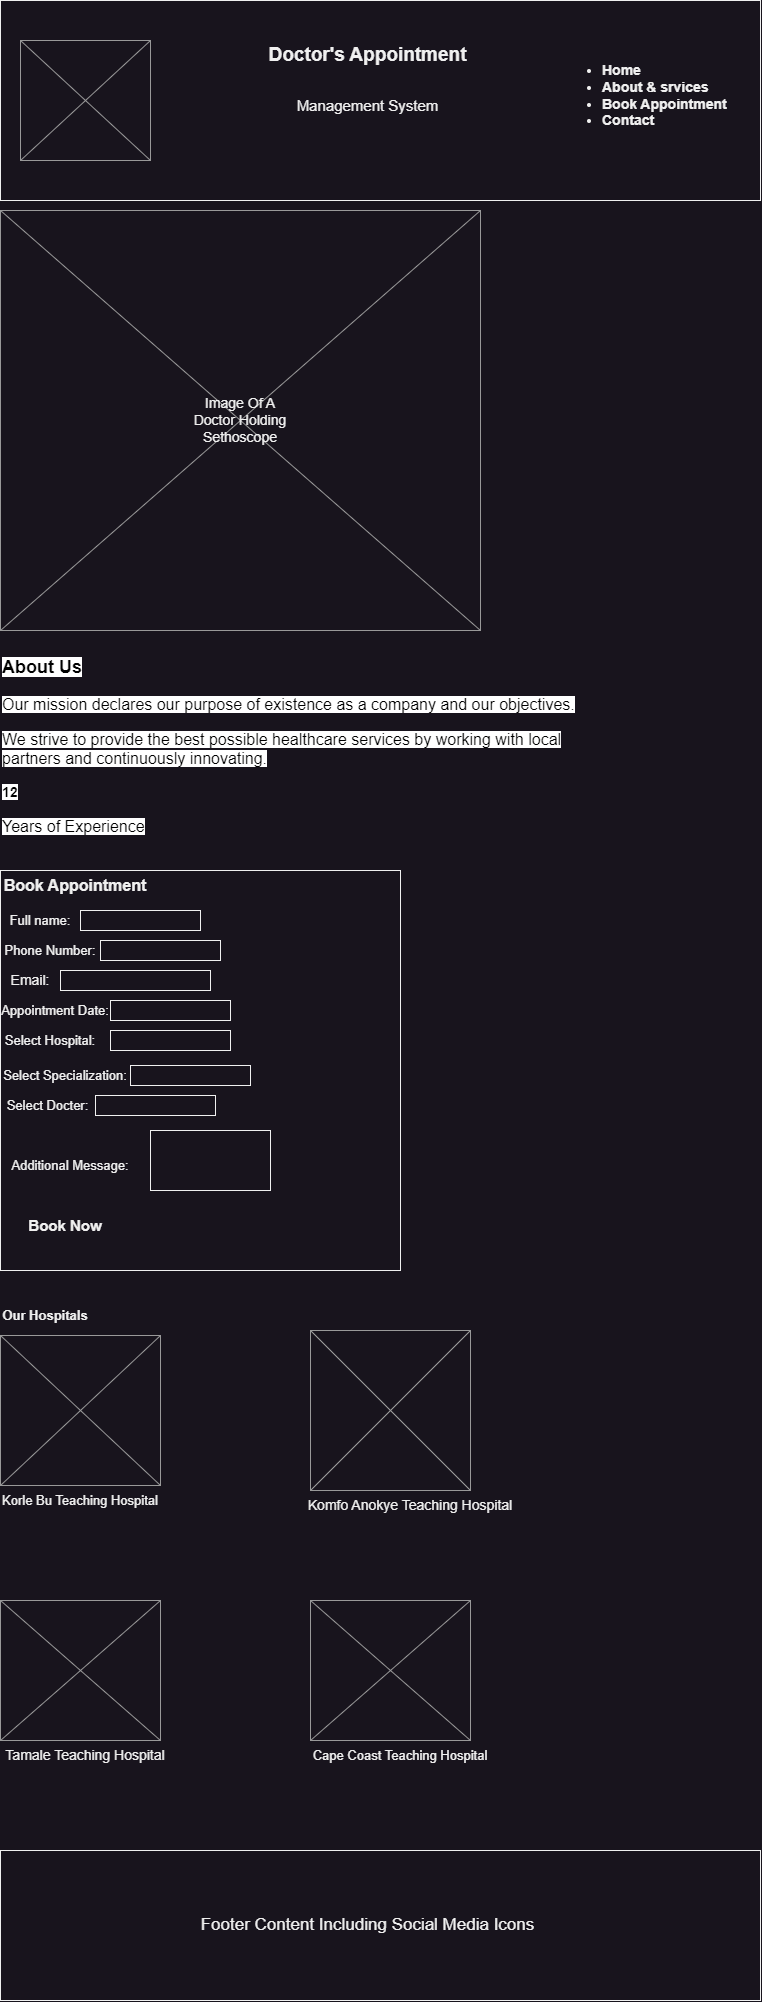 Doctor's Appointment
Management System
Home
About & srvices
Book Appointment
Contact
Image Of A
Doctor Holding
Sethoscope
About Us
Our mission declares our purpose of existence as a company and our objectives.
We strive to provide the best possible healthcare services by working with local
partners and continuously innovating.
12
Years of Experience
Book Appointment
Full name:
Phone Number:
Email:
Appointment Date:
Select Hospital:
Select Specialization:
Select Docter:
Additional Message:
Book Now
Our Hospitals
Korle Bu Teaching Hospital
Komfo Anokye Teaching Hospital
Tamale Teaching Hospital
Cape Coast Teaching Hospital
Footer Content Including Social Media Icons